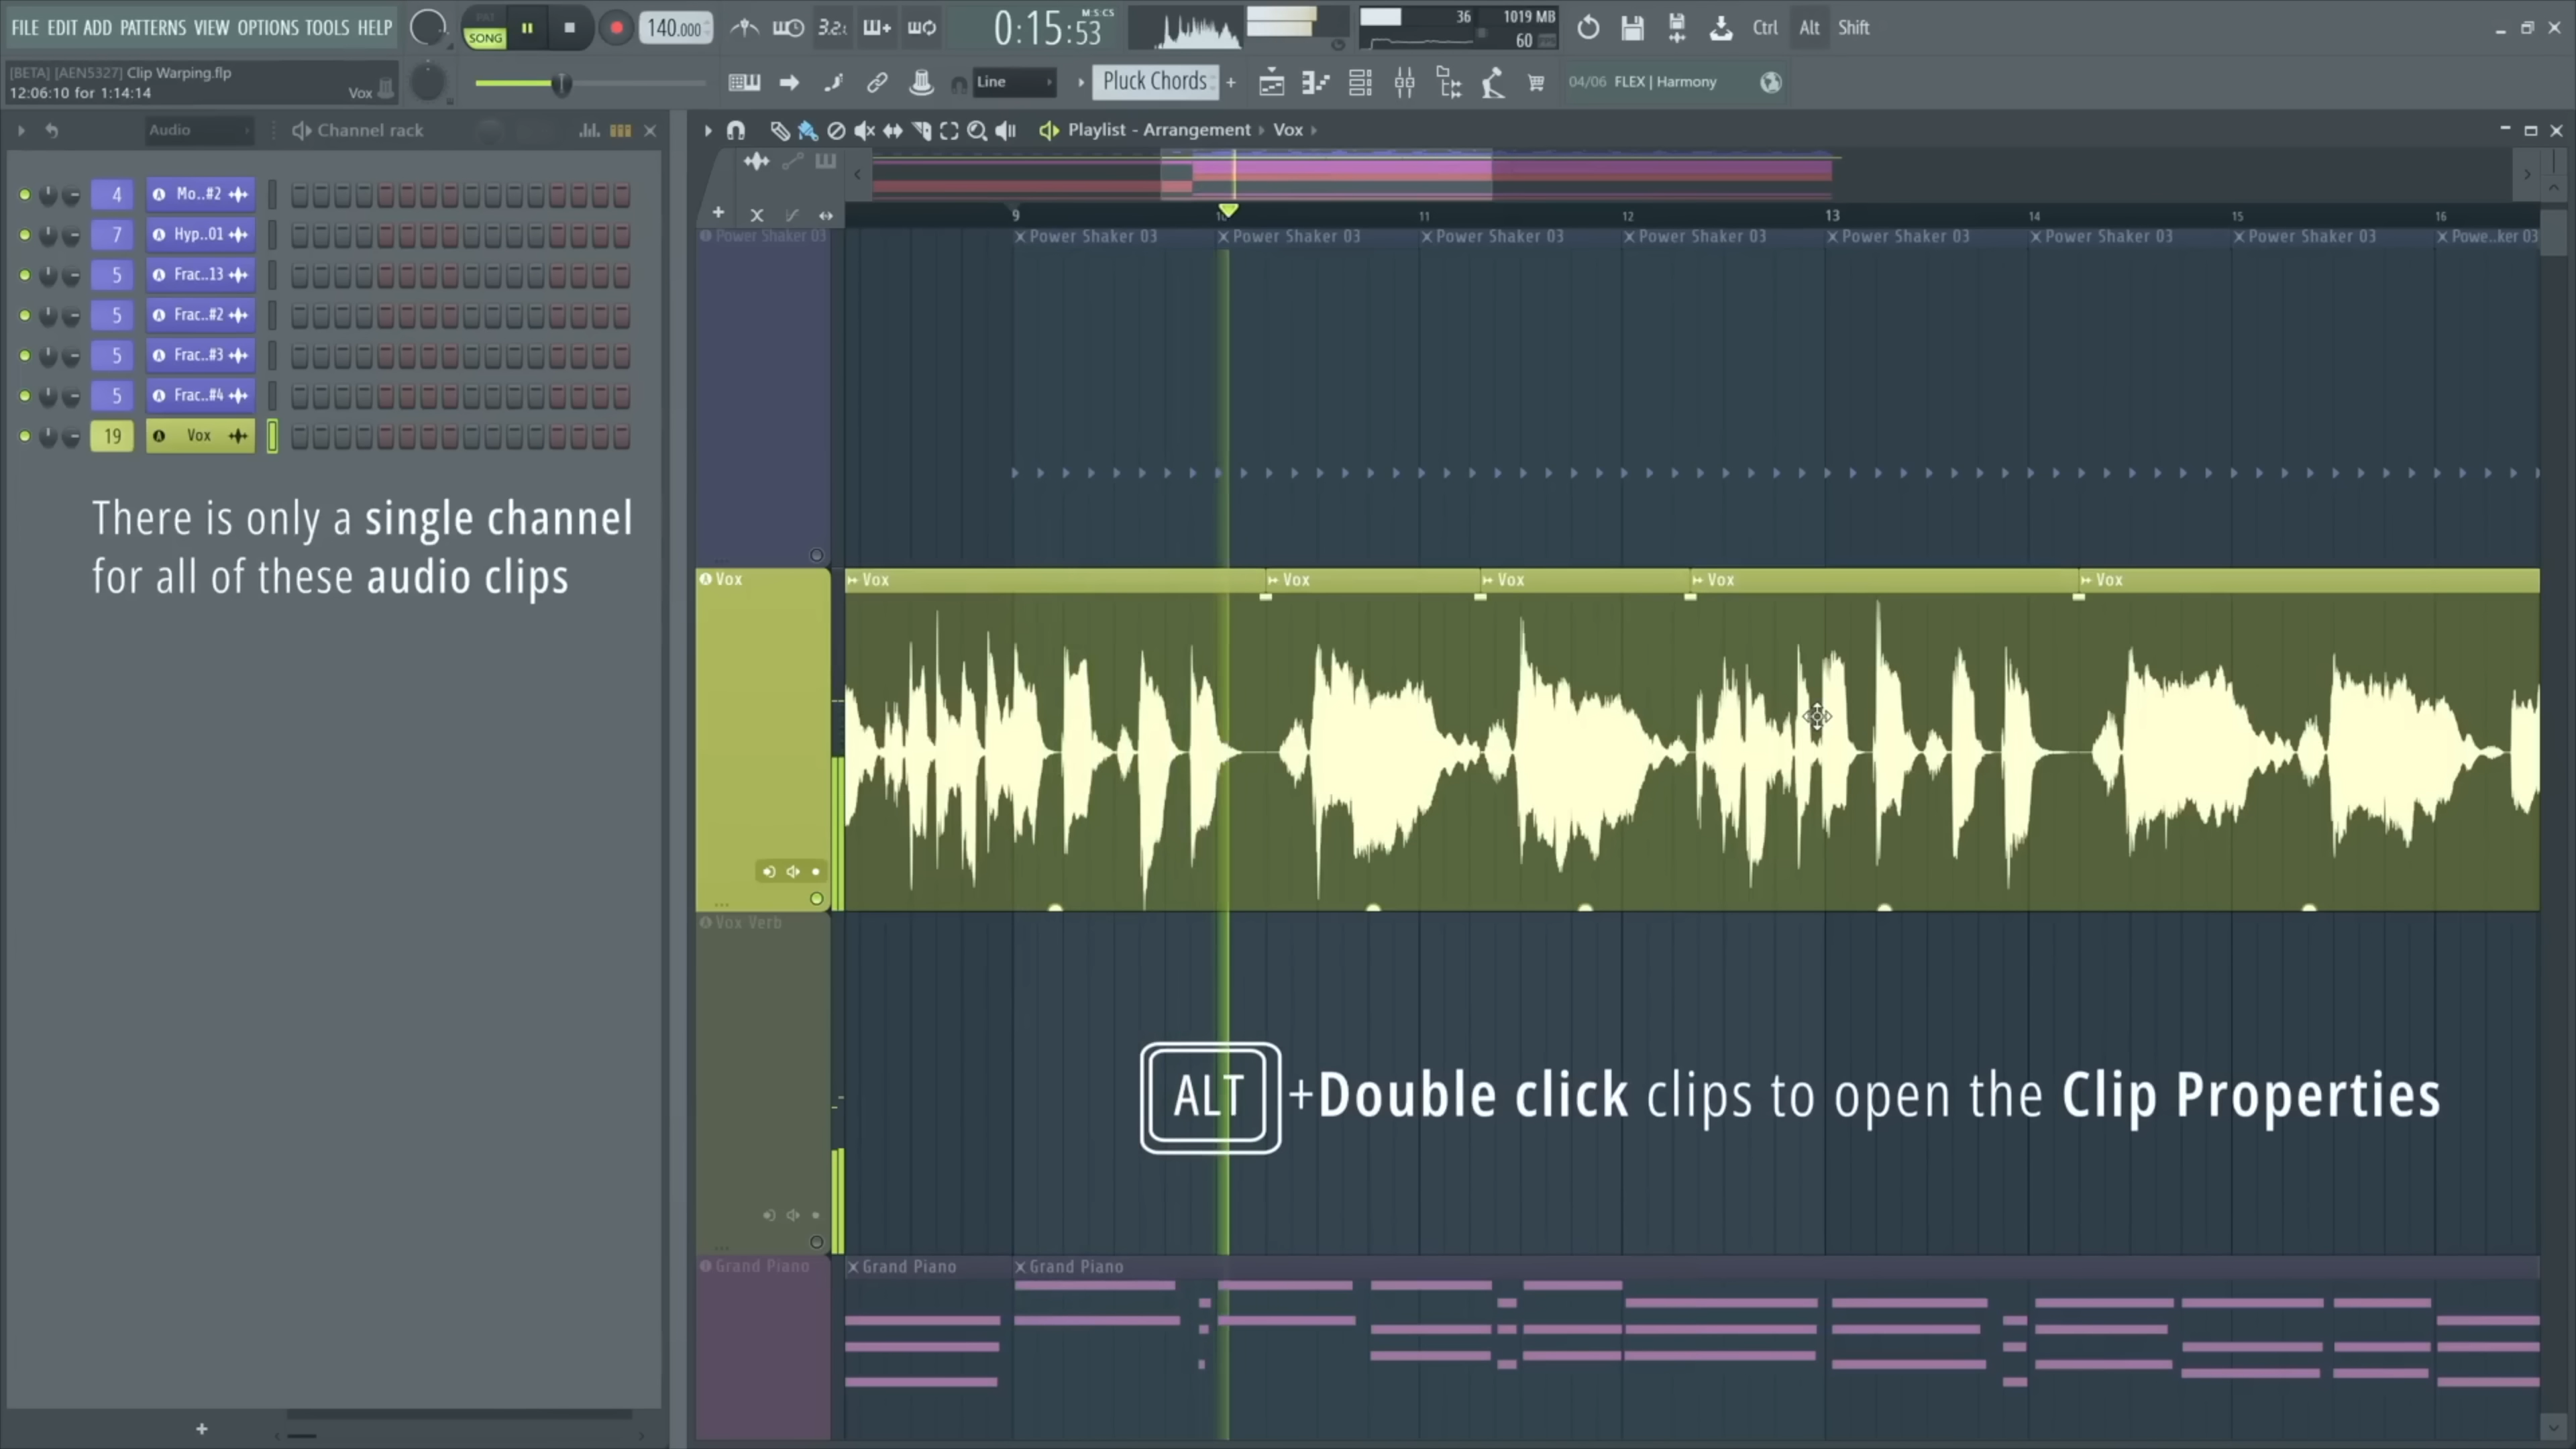 FILE EDIT ADD PATTERNS VIEW OPTIONS TOOLS HELP
SONG
140.000
3.2
0:15:53
M:S:CS
36
1019 MB
60
Ctrl
Alt
Shift
[BETA] [AEN5327] Clip Warping.flp
12:06:10 for 1:14:14
Vox
Line
Pluck Chords
+
04/06 FLEX | Harmony
Audio
Channel rack
Playlist - Arrangement
Vox
4
Mo..#2
7
Hyp..01
5
Frac..13
5
Frac..#2
5
Frac..#3
5
Frac..#4
19
Vox
There is only a single channel
for all of these audio clips
9
11
12
13
14
15
16
Power Shaker 03
Power Shaker 03
Power Shaker 03
Power Shaker 03
Power Shaker 03
Power Shaker 03
Power Shaker 03
Power Shaker 03
Powe..ker 03
Vox
Vox
Vox
Vox
Vox
Vox
Vox Verb
ALT +Double click clips to open the Clip Properties
Grand Piano
Grand Piano
Grand Piano